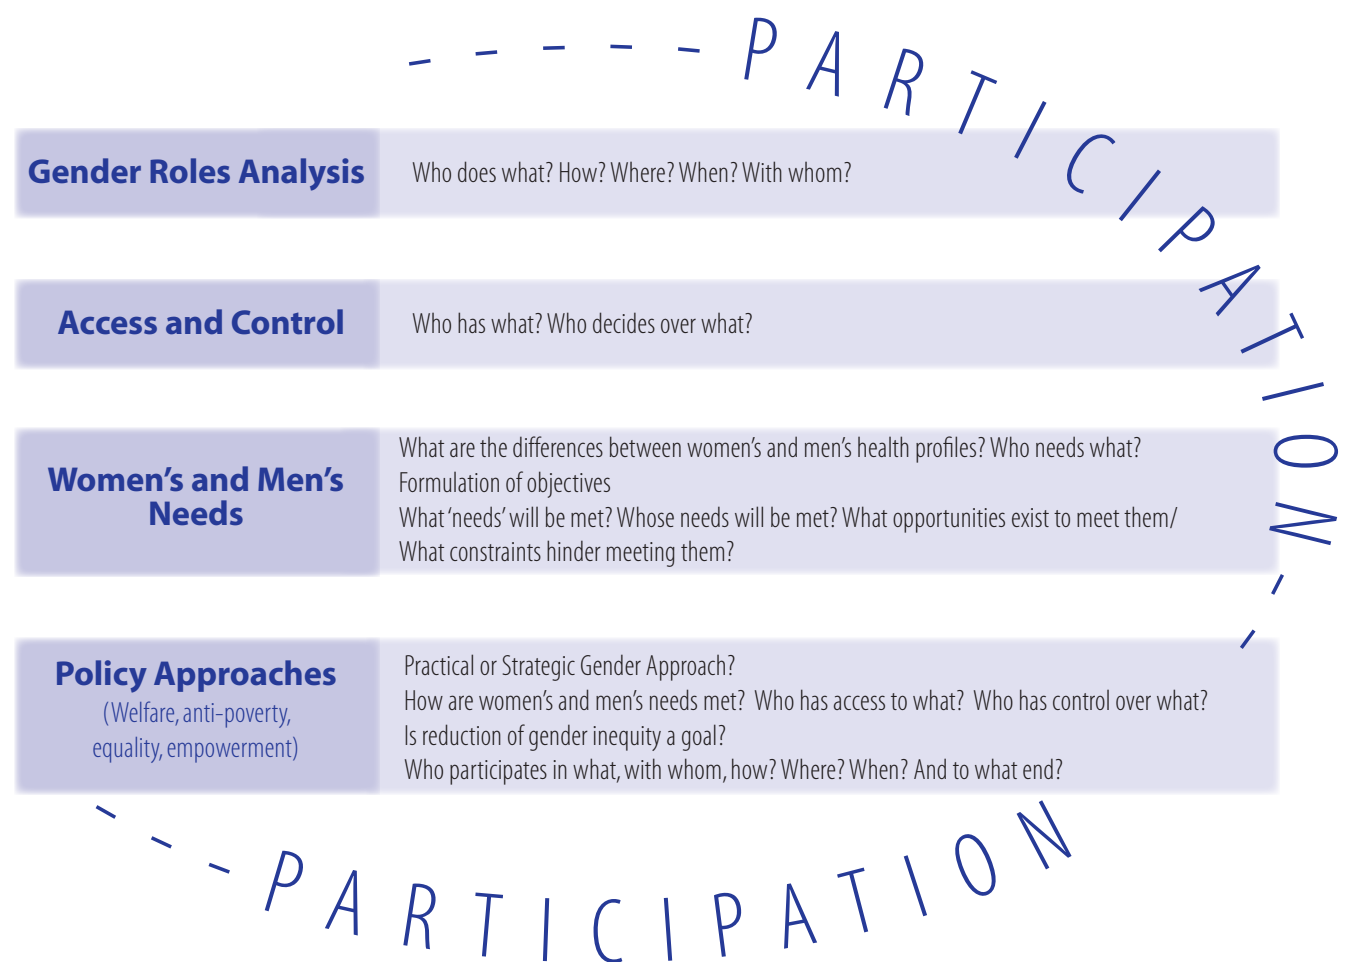 - - - - - PARTICIPATION - -
Gender Roles Analysis
Who does what? How? Where? When? With whom?
Access and Control
Who has what? Who decides over what?
Women’s and Men’s
Needs
What are the differences between women’s and men’s health profiles? Who needs what?
Formulation of objectives
What ‘needs’ will be met? Whose needs will be met? What opportunities exist to meet them/
What constraints hinder meeting them?
Policy Approaches
(Welfare, anti-poverty,
equality, empowerment)
Practical or Strategic Gender Approach?
How are women’s and men’s needs met? Who has access to what? Who has control over what?
Is reduction of gender inequity a goal?
Who participates in what, with whom, how? Where? When? And to what end?
- - - PARTICIPATION